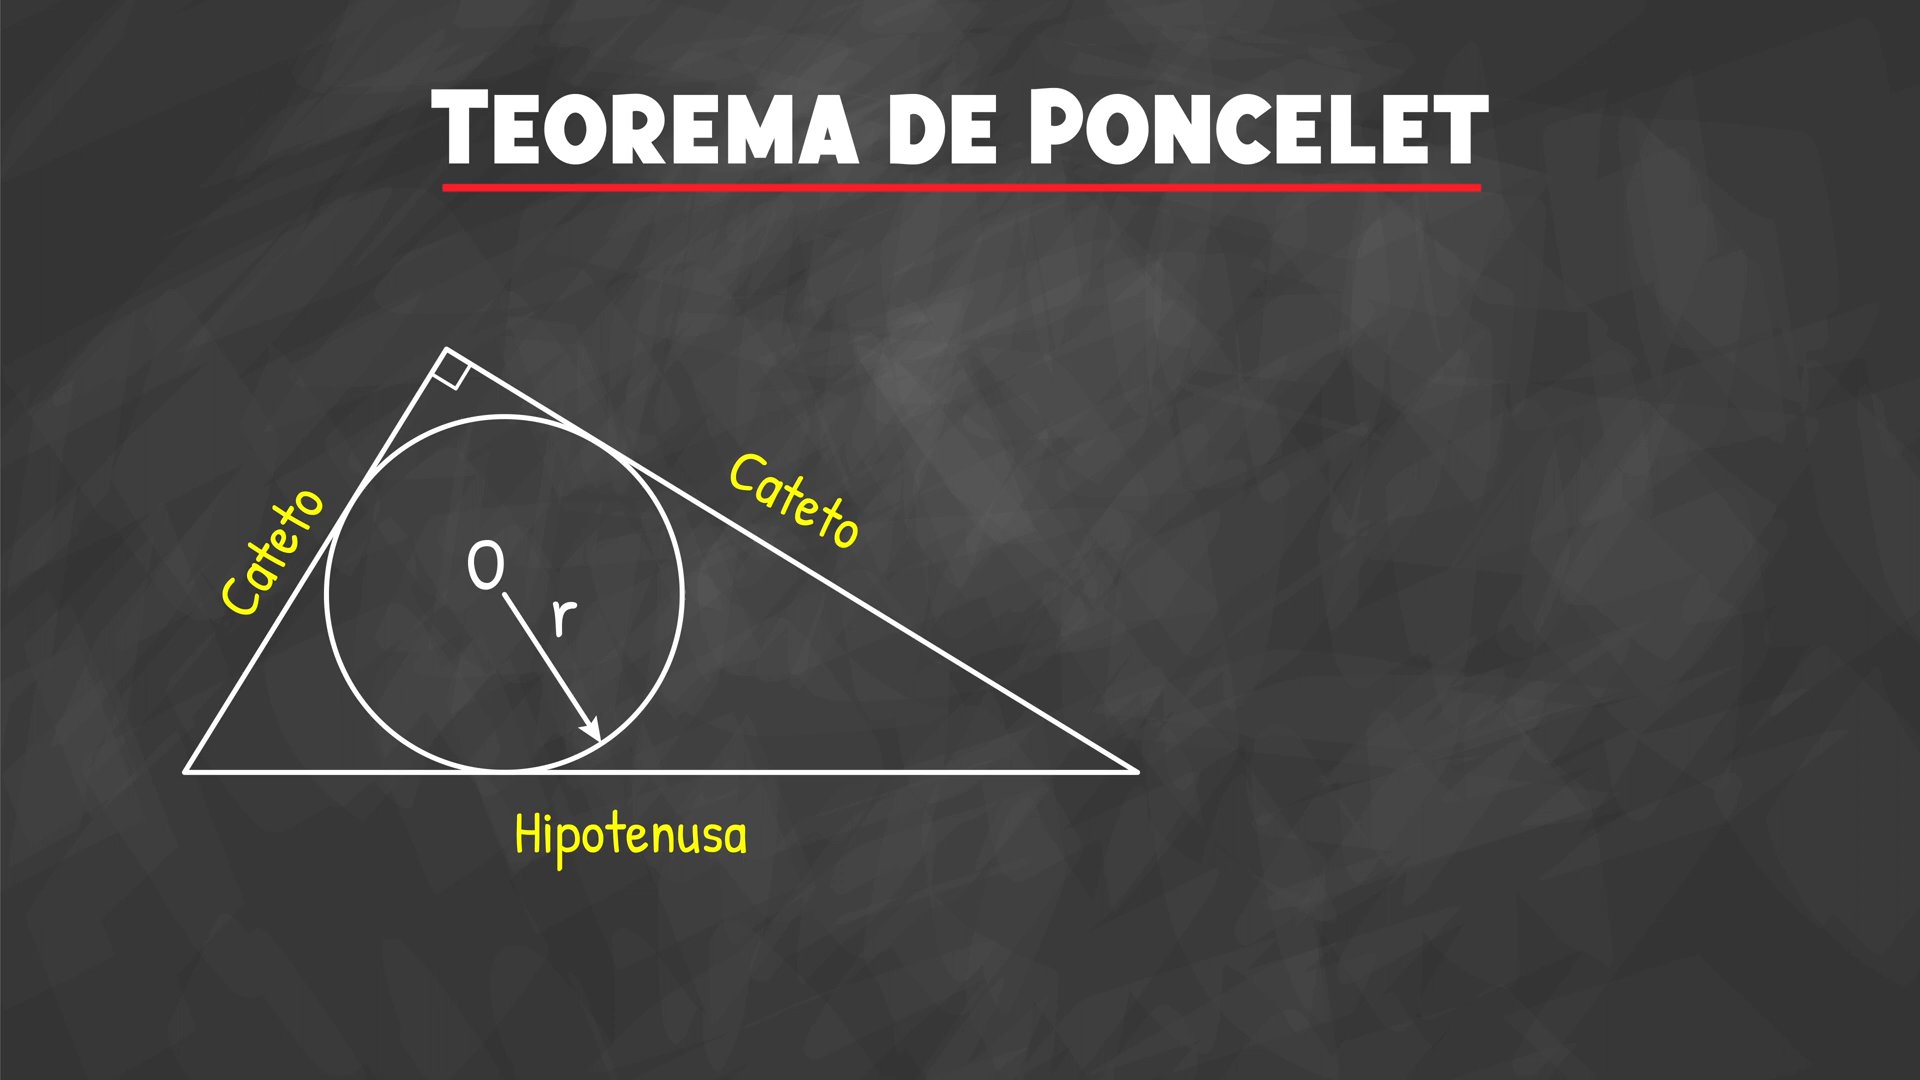 TEOREMA DE PONCELET
Cateto
Cateto
O
r
Hipotenusa